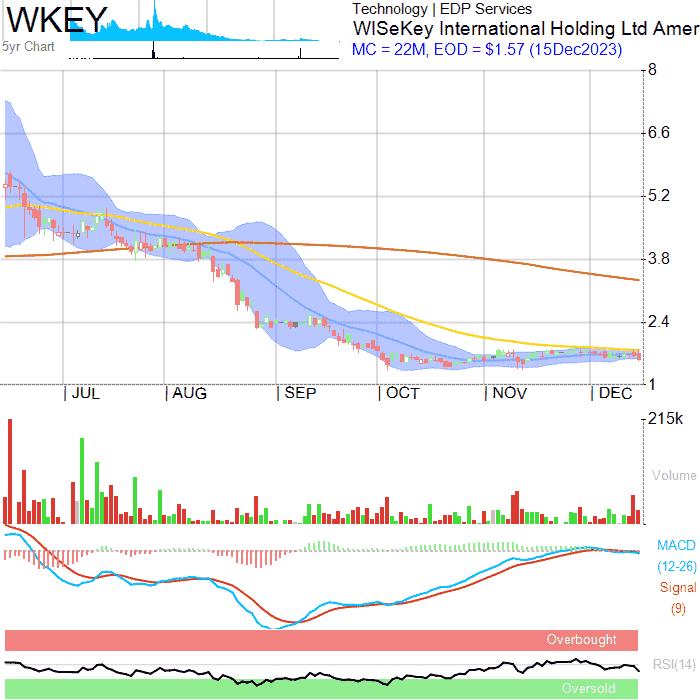 WKEY
5yr Chart
Technology | EDP Services
WISeKey International Holding Ltd Amer
MC = 22M, EOD = $1.57 (15Dec2023)
8
6.6
5.2
3.8
2.4
1
| JUL | AUG | SEP | OCT | NOV | DEC
215k
Volume
MACD
(12-26)
Signal
(9)
Overbought
RSI(14)
Oversold